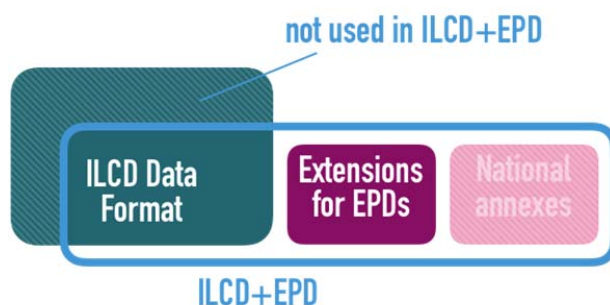 not used in ILCD+EPD
ILCD Data
Format
Extensions
for EPDs
National
annexes
ILCD+EPD